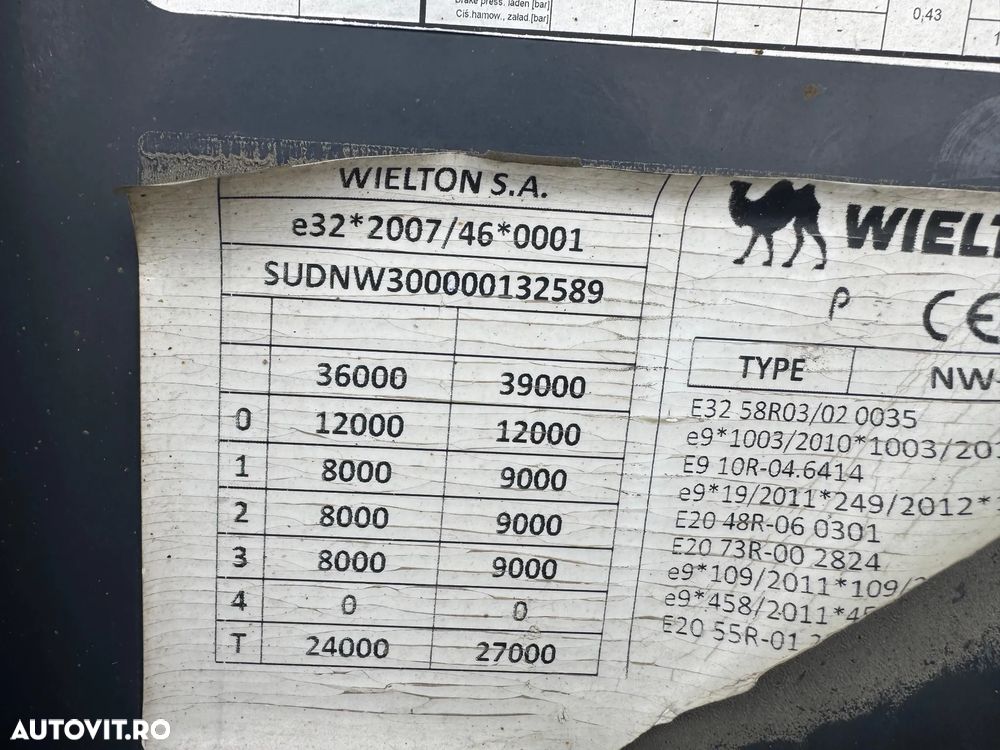 Brake press. laden [bar]
Ciś.hamow., załad.[bar]
0,43
1
WIELTON S.A.
e32*2007/46*0001
SUDNW300000132589
36000 39000
0 12000 12000
1 8000 9000
2 8000 9000
3 8000 9000
4 0 0
T 24000 27000
WIELT
CE
TYPE NW-
E32 58R03/02 0035
e9*1003/2010*1003/201
E9 10R-04.6414
e9*19/2011*249/2012*
E20 48R-06 0301
E20 73R-00 2824
e9*109/2011*109/
e9*458/2011*45
E20 55R-01
AUTOVIT.RO